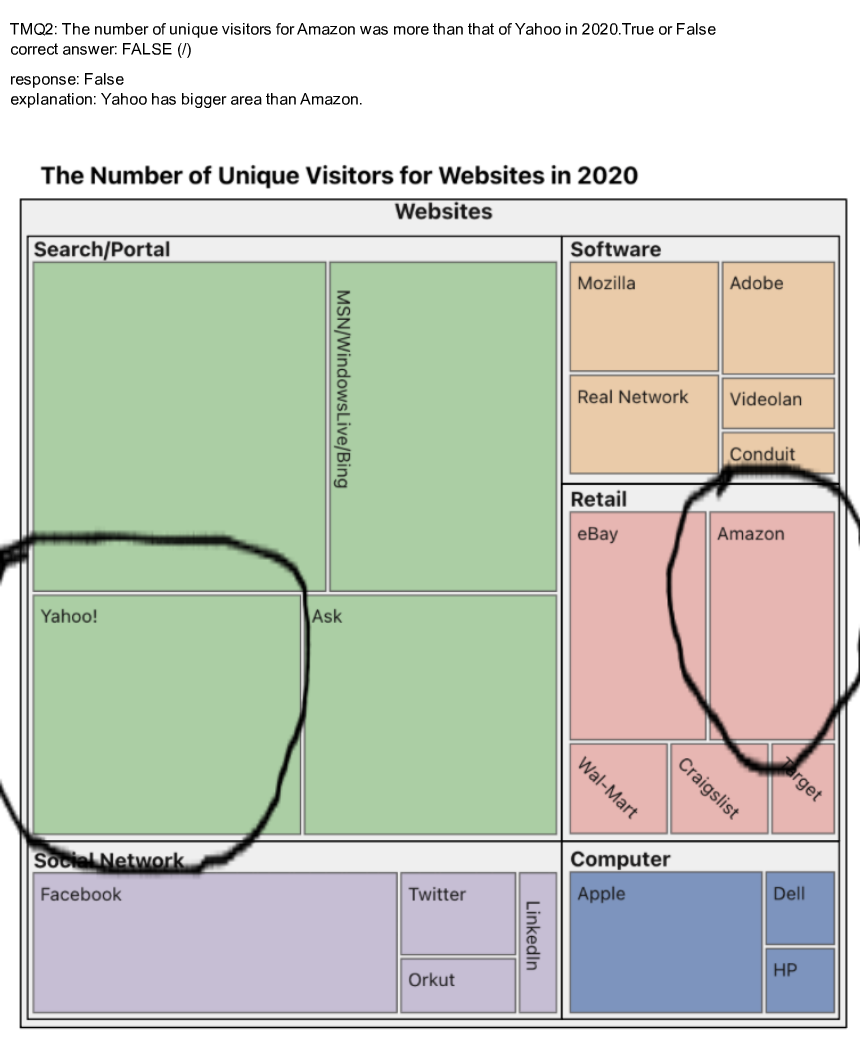 TMQ2: The number of unique visitors for Amazon was more than that of Yahoo in 2020.True or False
correct answer: FALSE (/)
response: False
explanation: Yahoo has bigger area than Amazon.
The Number of Unique Visitors for Websites in 2020
Websites
Search/Portal
MSN/WindowsLive/Bing
Yahoo!
Ask
Software
Mozilla
Adobe
Real Network
Videolan
Conduit
Retail
eBay
Amazon
Wal-Mart
Craigslist
Target
Social Network
Facebook
Twitter
Orkut
LinkedIn
Computer
Apple
Dell
HP